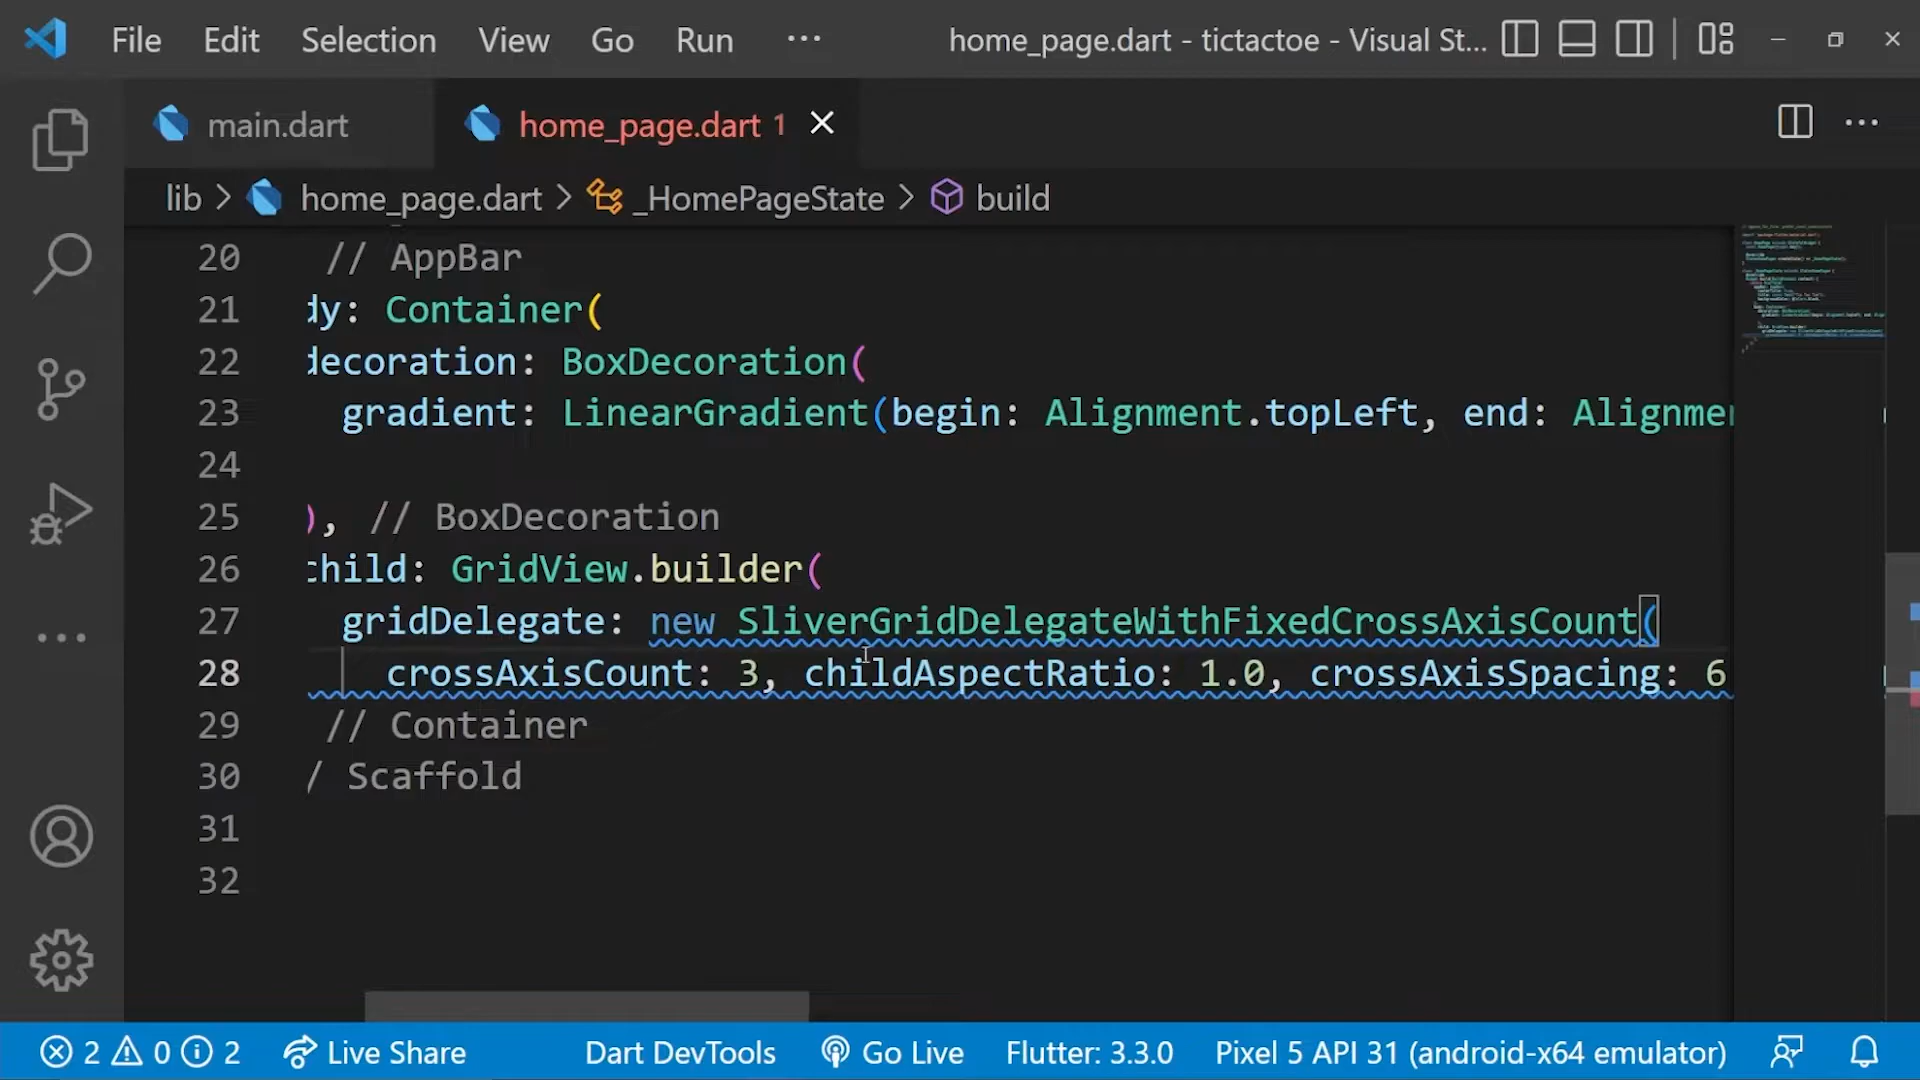 File Edit Selection View Go Run ... home_page.dart - tictactoe - Visual St...
main.dart home_page.dart 1
lib > home_page.dart > _HomePageState > build
20 // AppBar
21 dy: Container(
22 decoration: BoxDecoration(
23 gradient: LinearGradient(begin: Alignment.topLeft, end: Alignmen
24
25 ), // BoxDecoration
26 child: GridView.builder(
27 gridDelegate: new SliverGridDelegateWithFixedCrossAxisCount(
28 crossAxisCount: 3, childAspectRatio: 1.0, crossAxisSpacing: 6
29 // Container
30 / Scaffold
31
32
2 0 2 Live Share Dart DevTools Go Live Flutter: 3.3.0 Pixel 5 API 31 (android-x64 emulator)